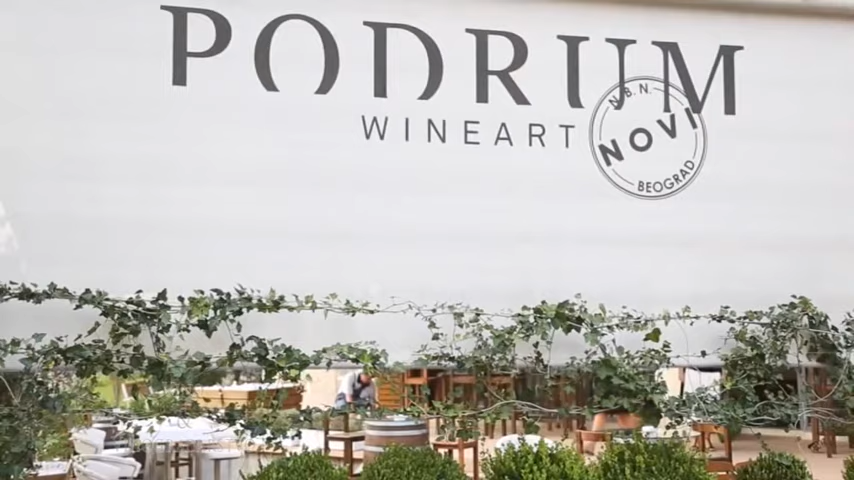 PODRUM
WINEART
N.B.N.
NOVI
BEOGRAD